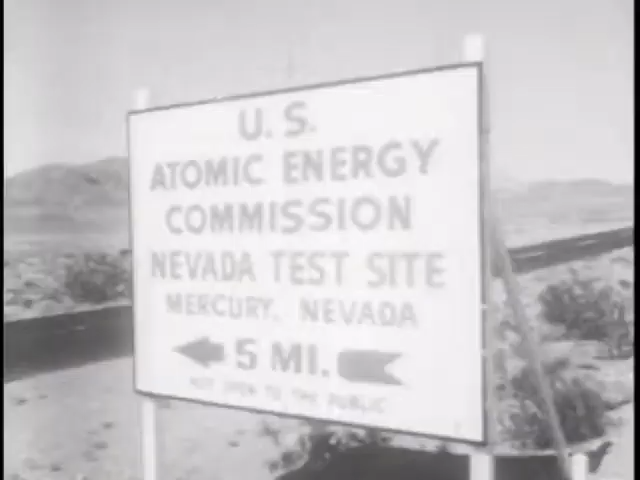 U. S.
ATOMIC ENERGY
COMMISSION
NEVADA TEST SITE
MERCURY, NEVADA
5 MI.
NOT OPEN TO THE PUBLIC